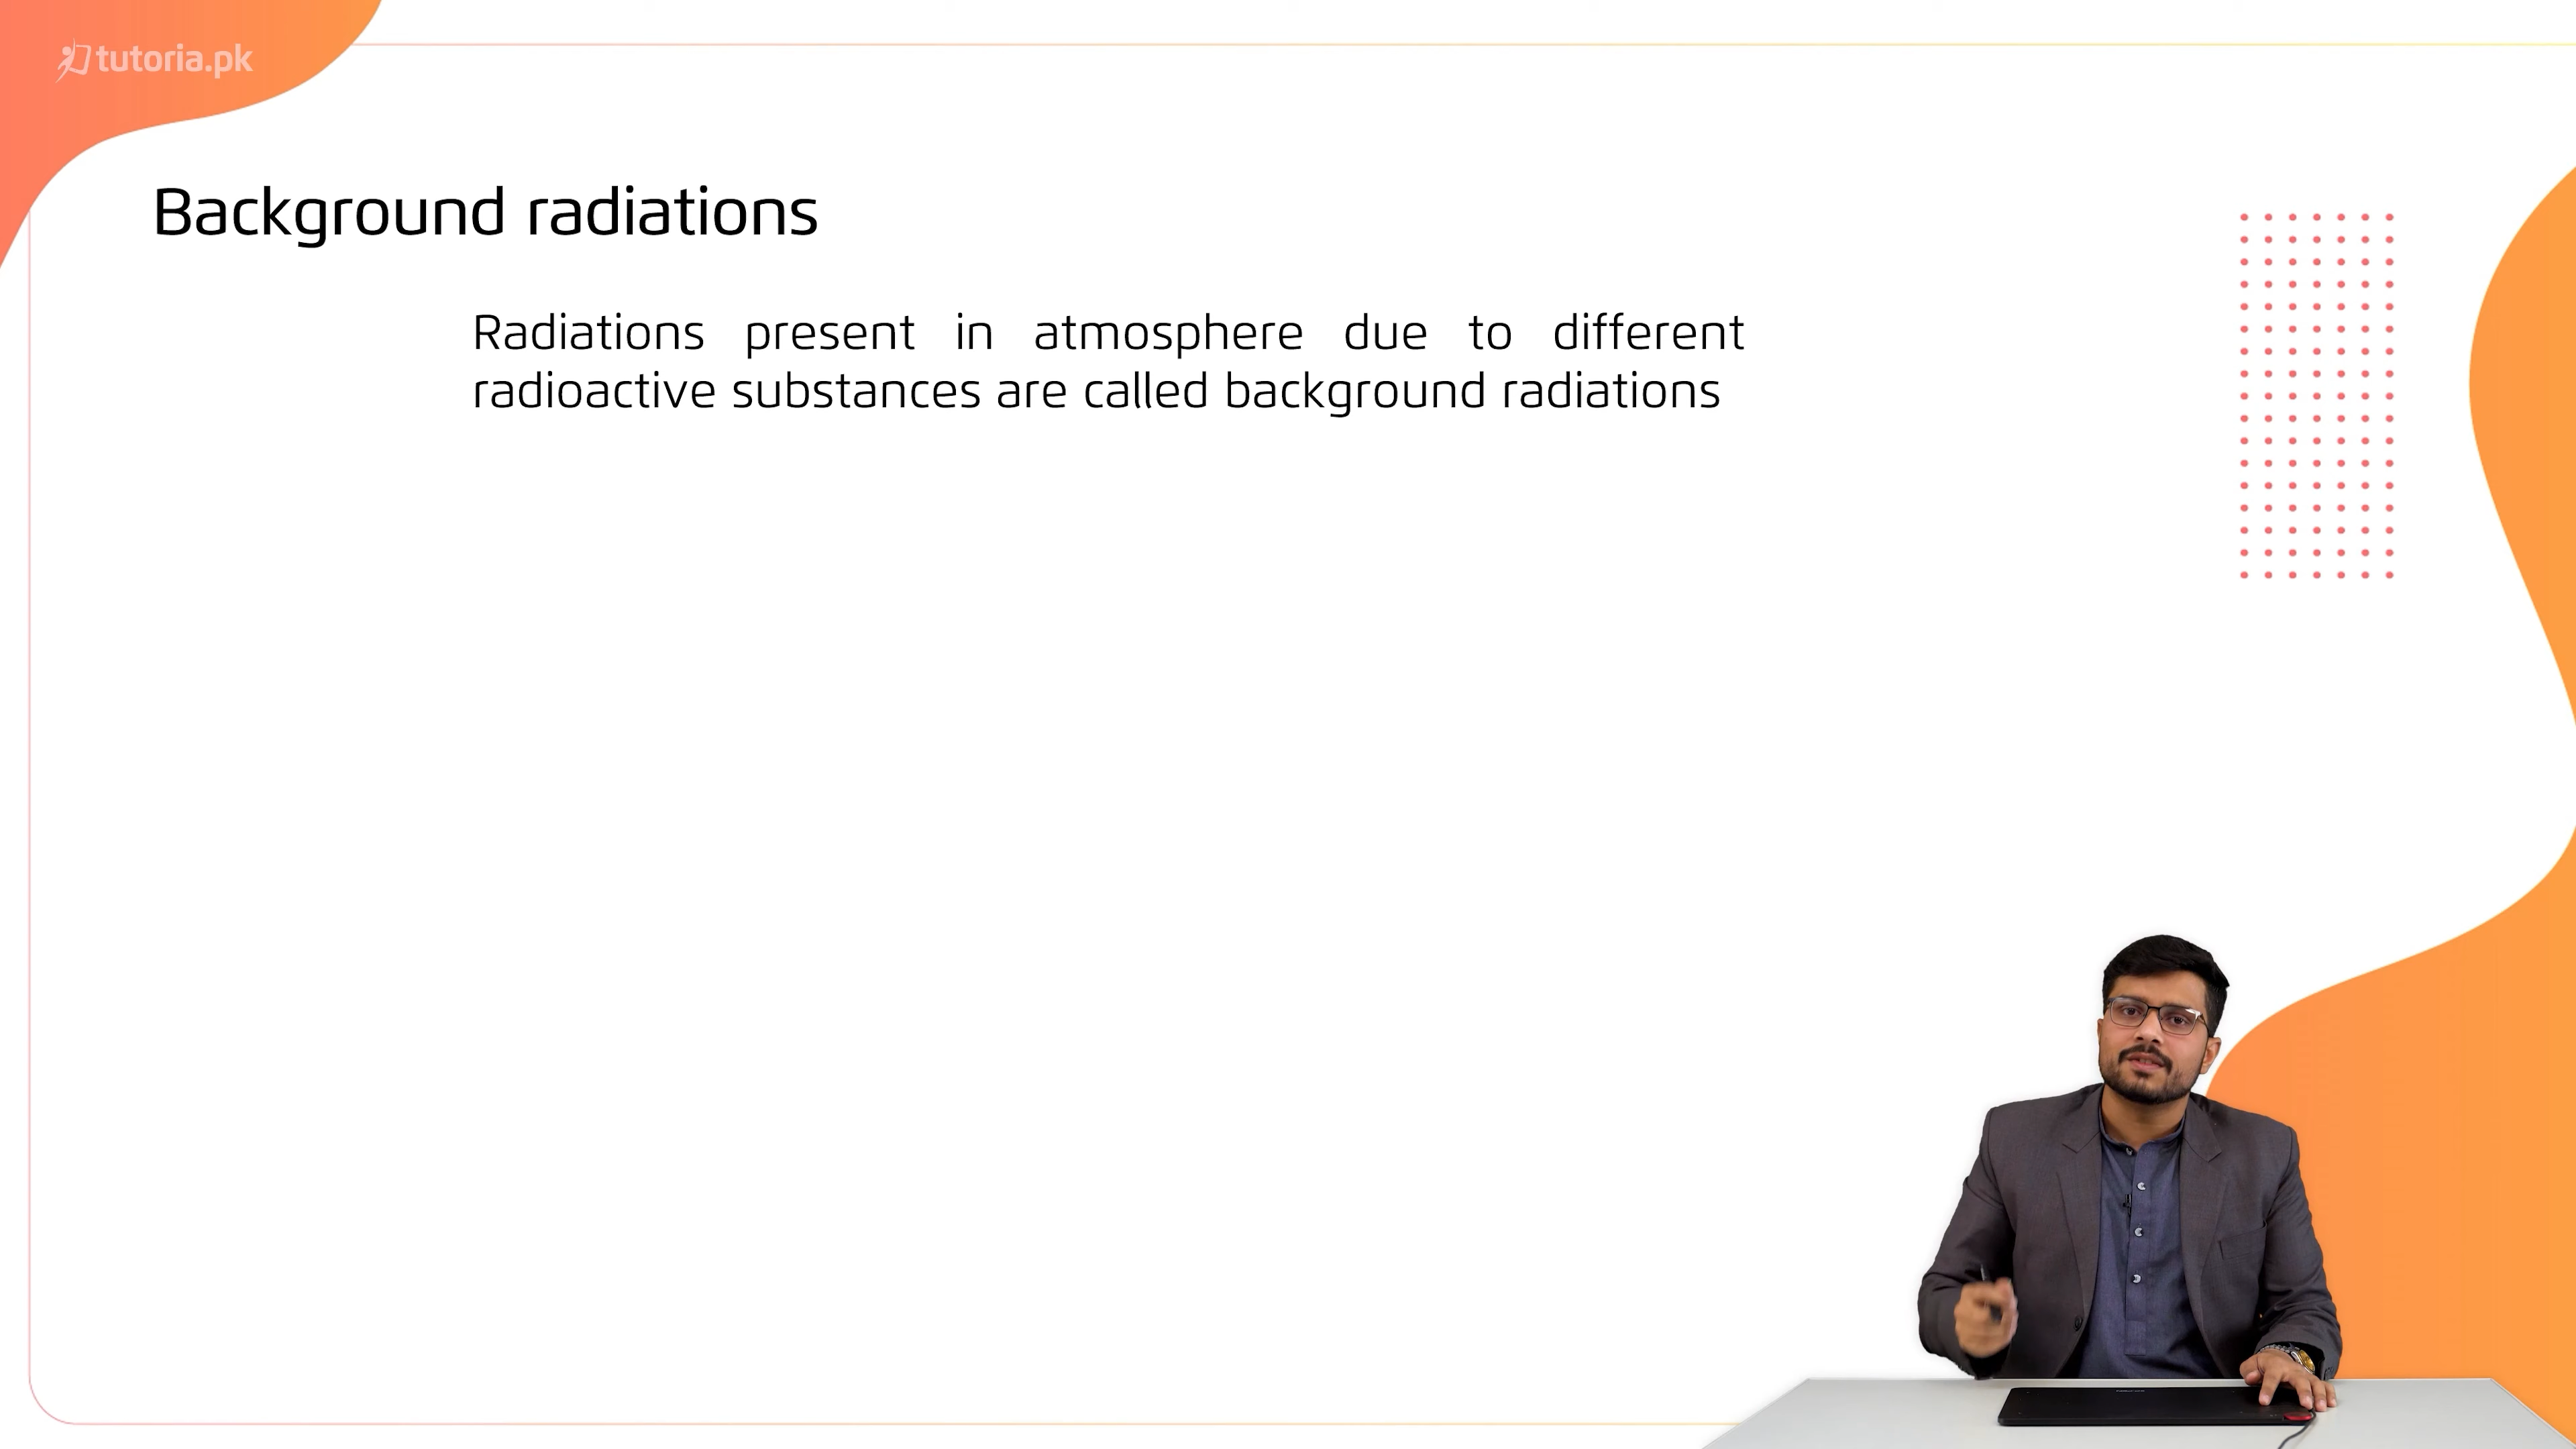 tutoria.pk
Background radiations
Radiations present in atmosphere due to different
radioactive substances are called background radiations